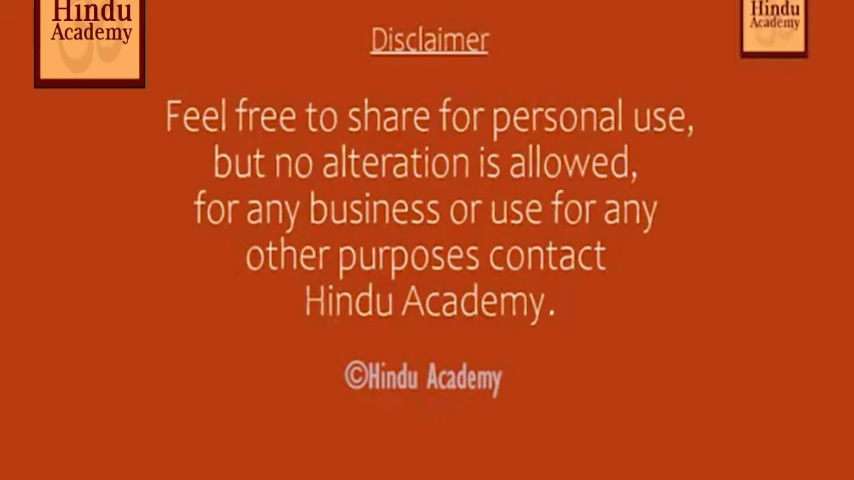 Hindu
Academy
Hindu
Academy
Disclaimer
Feel free to share for personal use,
but no alteration is allowed,
for any business or use for any
other purposes contact
Hindu Academy.
©Hindu Academy